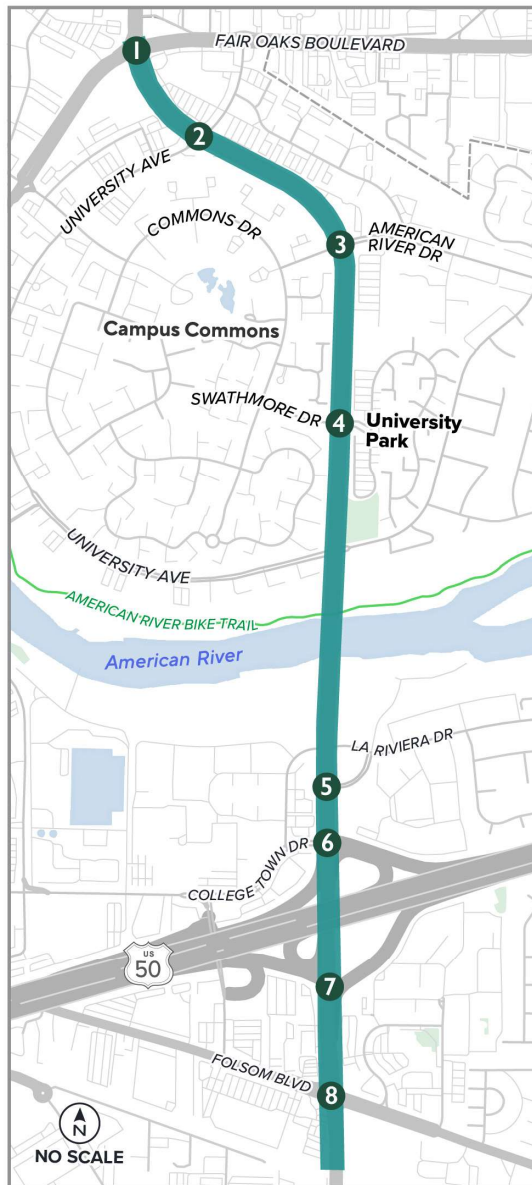 1
FAIR OAKS BOULEVARD
2
UNIVERSITY AVE
COMMONS DR
3
AMERICAN
RIVER DR
Campus Commons
SWATHMORE DR
4
University
Park
UNIVERSITY AVE
AMERICAN RIVER BIKE TRAIL
American River
LA RIVIERA DR
5
6
COLLEGE TOWN DR
US
50
7
FOLSOM BLVD
8
N
NO SCALE